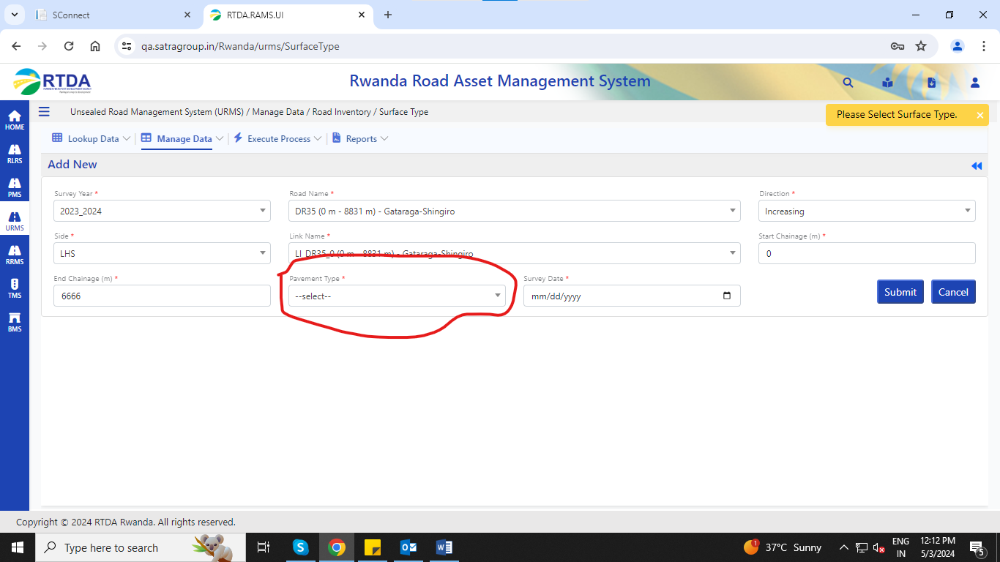 SConnect
RTDA.RAMS.UI
qa.satragroup.in/Rwanda/urms/SurfaceType
RTDA
Rwanda Road Asset Management System
HOME
RLRS
PMS
URMS
RRMS
TMS
BMS
Unsealed Road Management System (URMS) / Manage Data / Road Inventory / Surface Type
Please Select Surface Type.
Lookup Data
Manage Data
Execute Process
Reports
Add New
Survey Year * Road Name * Direction *
2023_2024 DR35 (0 m - 8831 m) - Gataraga-Shingiro Increasing
Side * Link Name * Start Chainage (m) *
LHS LI_DR35_0 (0 m - 8831 m) - Gataraga-Shingiro 0
End Chainage (m) * Pavement Type * Survey Date *
6666 --select-- mm/dd/yyyy Submit Cancel
Copyright © 2024 RTDA Rwanda. All rights reserved.
Type here to search
37°C Sunny
ENG
IN
12:12 PM
5/3/2024
1
5